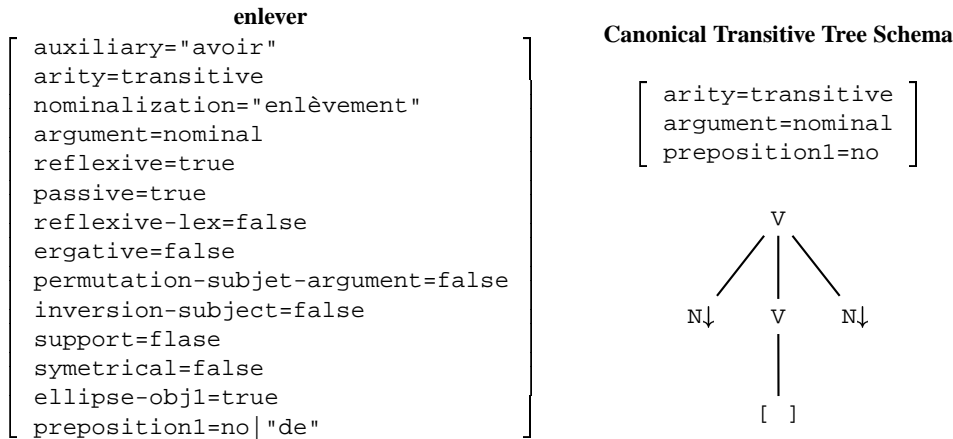 enlever
auxiliary="avoir"
arity=transitive
nominalization="enlèvement"
argument=nominal
reflexive=true
passive=true
reflexive-lex=false
ergative=false
permutation-subjet-argument=false
inversion-subject=false
support=flase
symetrical=false
ellipse-obj1=true
preposition1=no|"de"
Canonical Transitive Tree Schema
arity=transitive
argument=nominal
preposition1=no
V
N↓ V N↓
[ ]